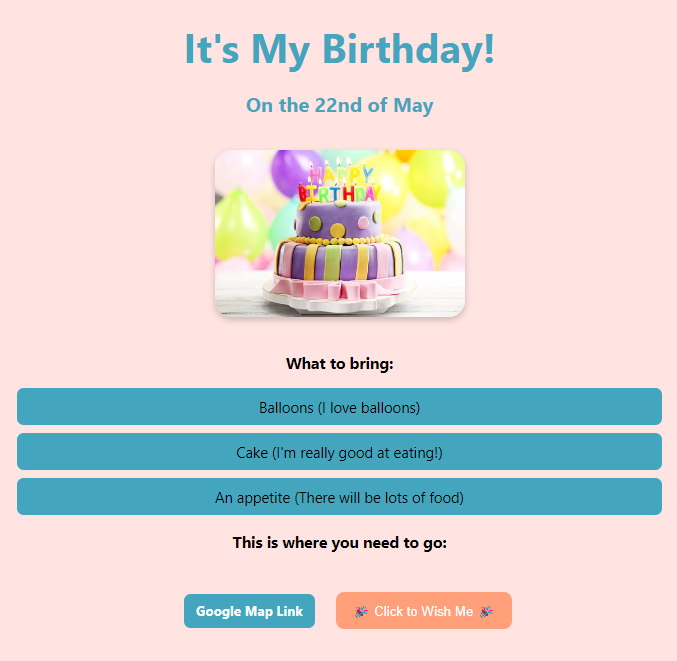 It's My Birthday!
On the 22nd of May
HAPPY
BIRTHDAY
What to bring:
Balloons (I love balloons)
Cake (I'm really good at eating!)
An appetite (There will be lots of food)
This is where you need to go:
Google Map Link
🎉 Click to Wish Me 🎉